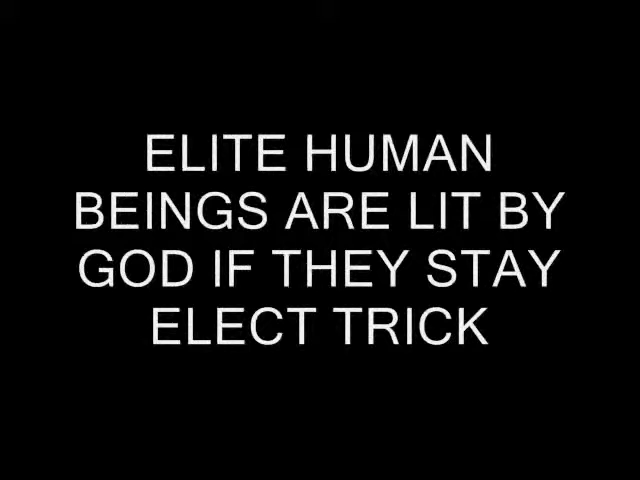 ELITE HUMAN
BEINGS ARE LIT BY
GOD IF THEY STAY
ELECT TRICK